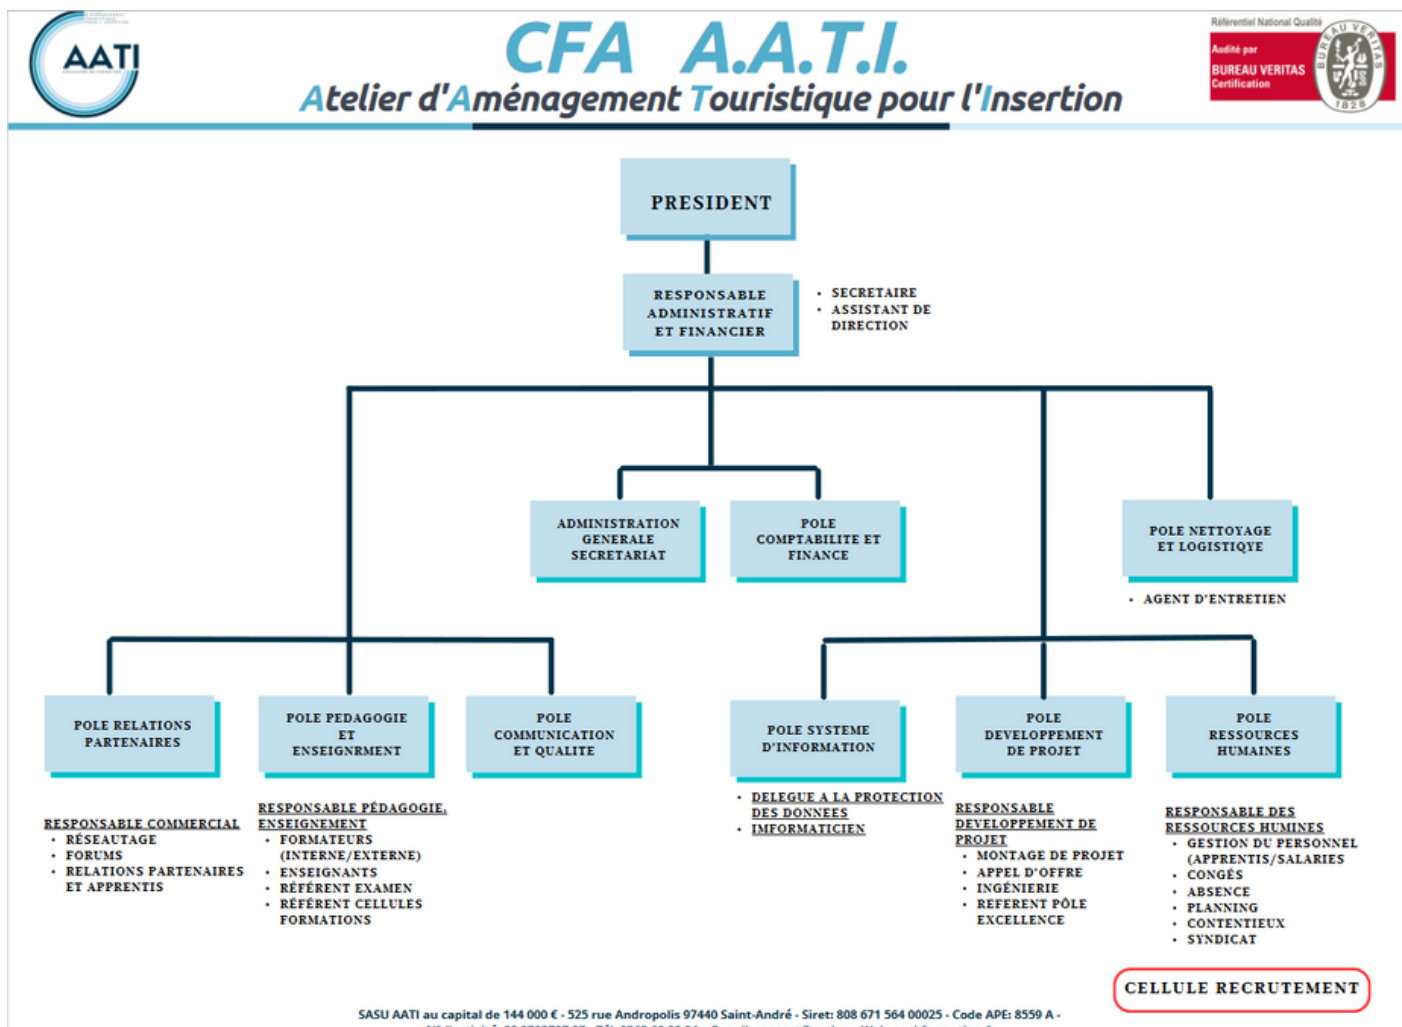 AATI
CFA A.A.T.I.
Atelier d'Aménagement Touristique pour l'Insertion
Référentiel National Qualité
Audité par
BUREAU VERITAS
Certification
BUREAU VERITAS
1828
PRESIDENT
RESPONSABLE
ADMINISTRATIF
ET FINANCIER
• SECRETAIRE
• ASSISTANT DE
DIRECTION
ADMINISTRATION
GENERALE
SECRETARIAT
POLE
COMPTABILITE ET
FINANCE
POLE NETTOYAGE
ET LOGISTIQYE
• AGENT D'ENTRETIEN
POLE RELATIONS
PARTENAIRES
RESPONSABLE COMMERCIAL
• RÉSEAUTAGE
• FORUMS
• RELATIONS PARTENAIRES
ET APPRENTIS
POLE PEDAGOGIE
ET
ENSEIGNRMENT
RESPONSABLE PÉDAGOGIE,
ENSEIGNEMENT
• FORMATEURS
(INTERNE/EXTERNE)
• ENSEIGNANTS
• RÉFÉRENT EXAMEN
• RÉFÉRENT CELLULES
FORMATIONS
POLE
COMMUNICATION
ET QUALITE
POLE SYSTEME
D'INFORMATION
• DELEGUE A LA PROTECTION
DES DONNEES
• IMFORMATICIEN
POLE
DEVELOPPEMENT
DE PROJET
RESPONSABLE
DEVELOPPEMENT DE
PROJET
• MONTAGE DE PROJET
• APPEL D'OFFRE
• INGÉNIERIE
• REFERENT PÔLE
EXCELLENCE
POLE
RESSOURCES
HUMAINES
RESPONSABLE DES
RESSOURCES HUMINES
• GESTION DU PERSONNEL
(APPRENTIS/SALARIES
• CONGÉS
• ABSENCE
• PLANNING
• CONTENTIEUX
• SYNDICAT
CELLULE RECRUTEMENT
SASU AATI au capital de 144 000 € - 525 rue Andropolis 97440 Saint-André - Siret: 808 671 564 00025 - Code APE: 8559 A -